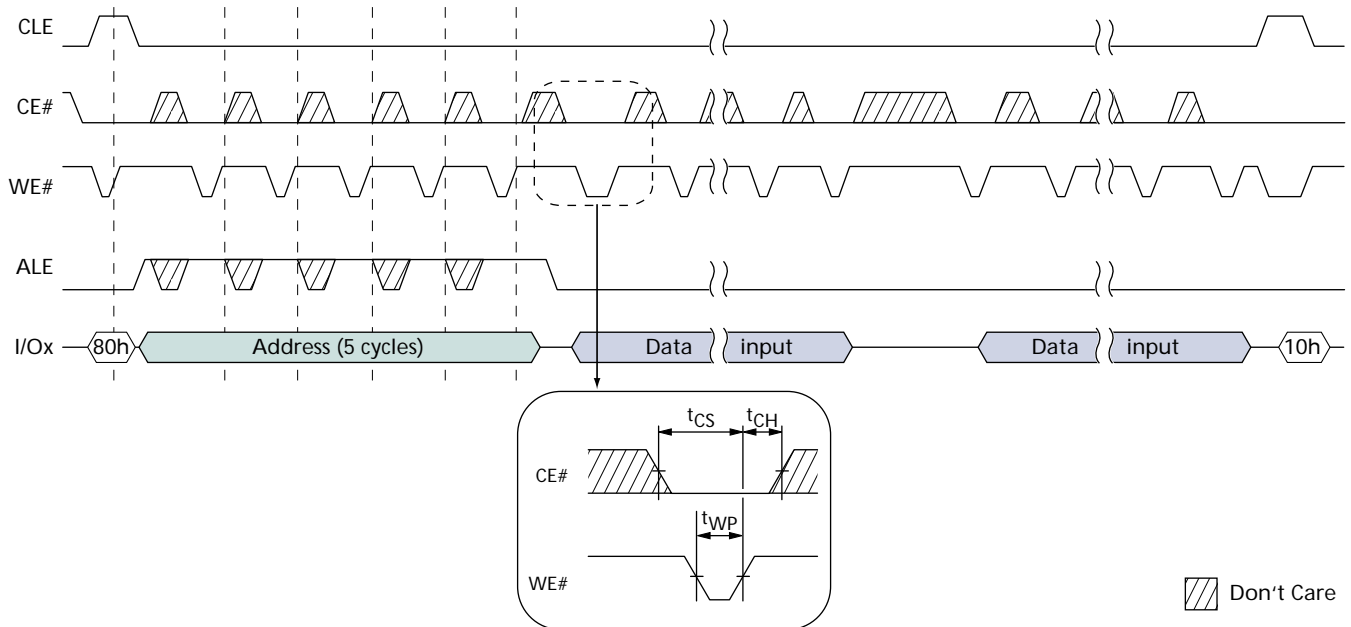 CLE
CE#
WE#
ALE
I/Ox 80h Address (5 cycles) Data input Data input 10h
tCS tCH
CE#
tWP
WE#
Don't Care